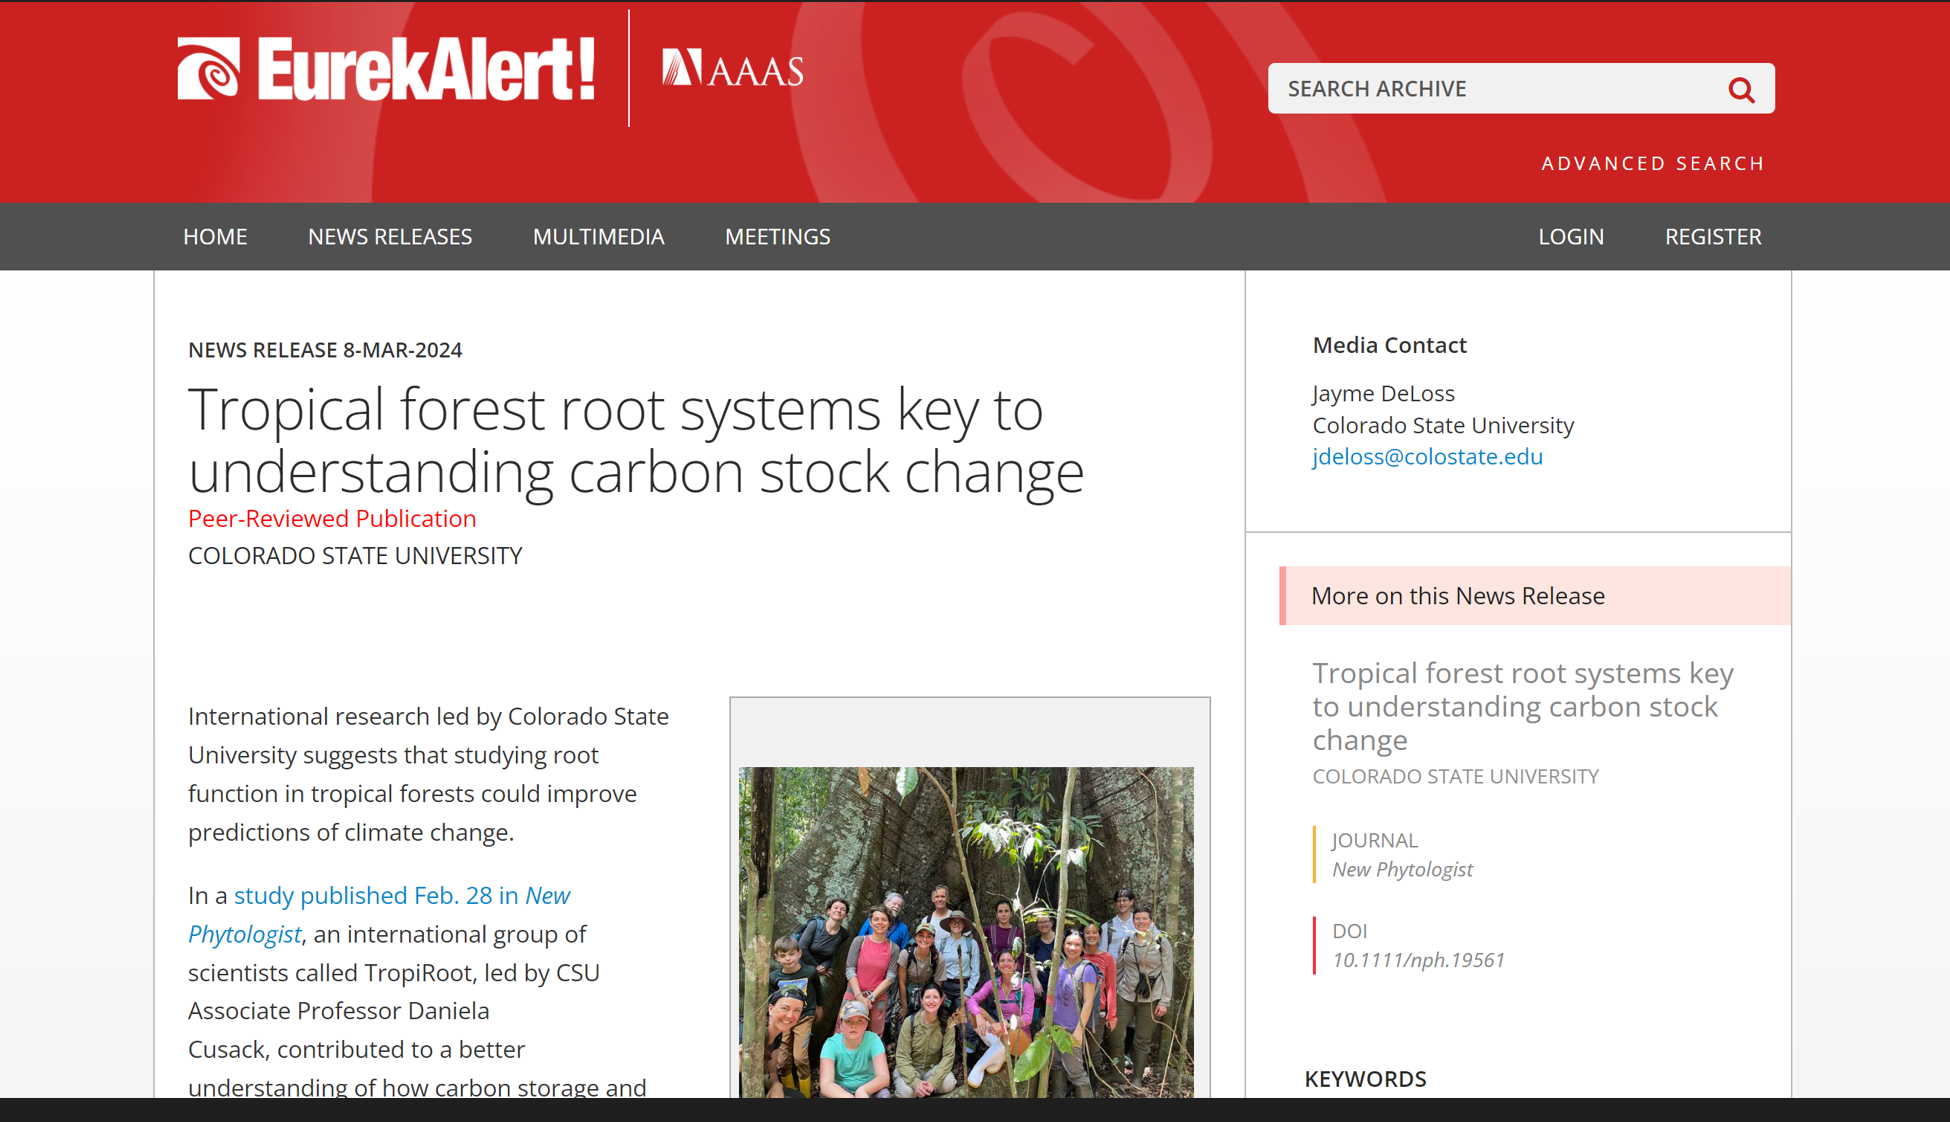 EurekAlert!
AAAS
SEARCH ARCHIVE
ADVANCED SEARCH
HOME
NEWS RELEASES
MULTIMEDIA
MEETINGS
LOGIN
REGISTER
NEWS RELEASE 8-MAR-2024
Tropical forest root systems key to
understanding carbon stock change
Peer-Reviewed Publication
COLORADO STATE UNIVERSITY
International research led by Colorado State
University suggests that studying root
function in tropical forests could improve
predictions of climate change.
In a study published Feb. 28 in New
Phytologist, an international group of
scientists called TropiRoot, led by CSU
Associate Professor Daniela
Cusack, contributed to a better
understanding of how carbon storage and
Media Contact
Jayme DeLoss
Colorado State University
jdeloss@colostate.edu
More on this News Release
Tropical forest root systems key
to understanding carbon stock
change
COLORADO STATE UNIVERSITY
JOURNAL
New Phytologist
DOI
10.1111/nph.19561
KEYWORDS